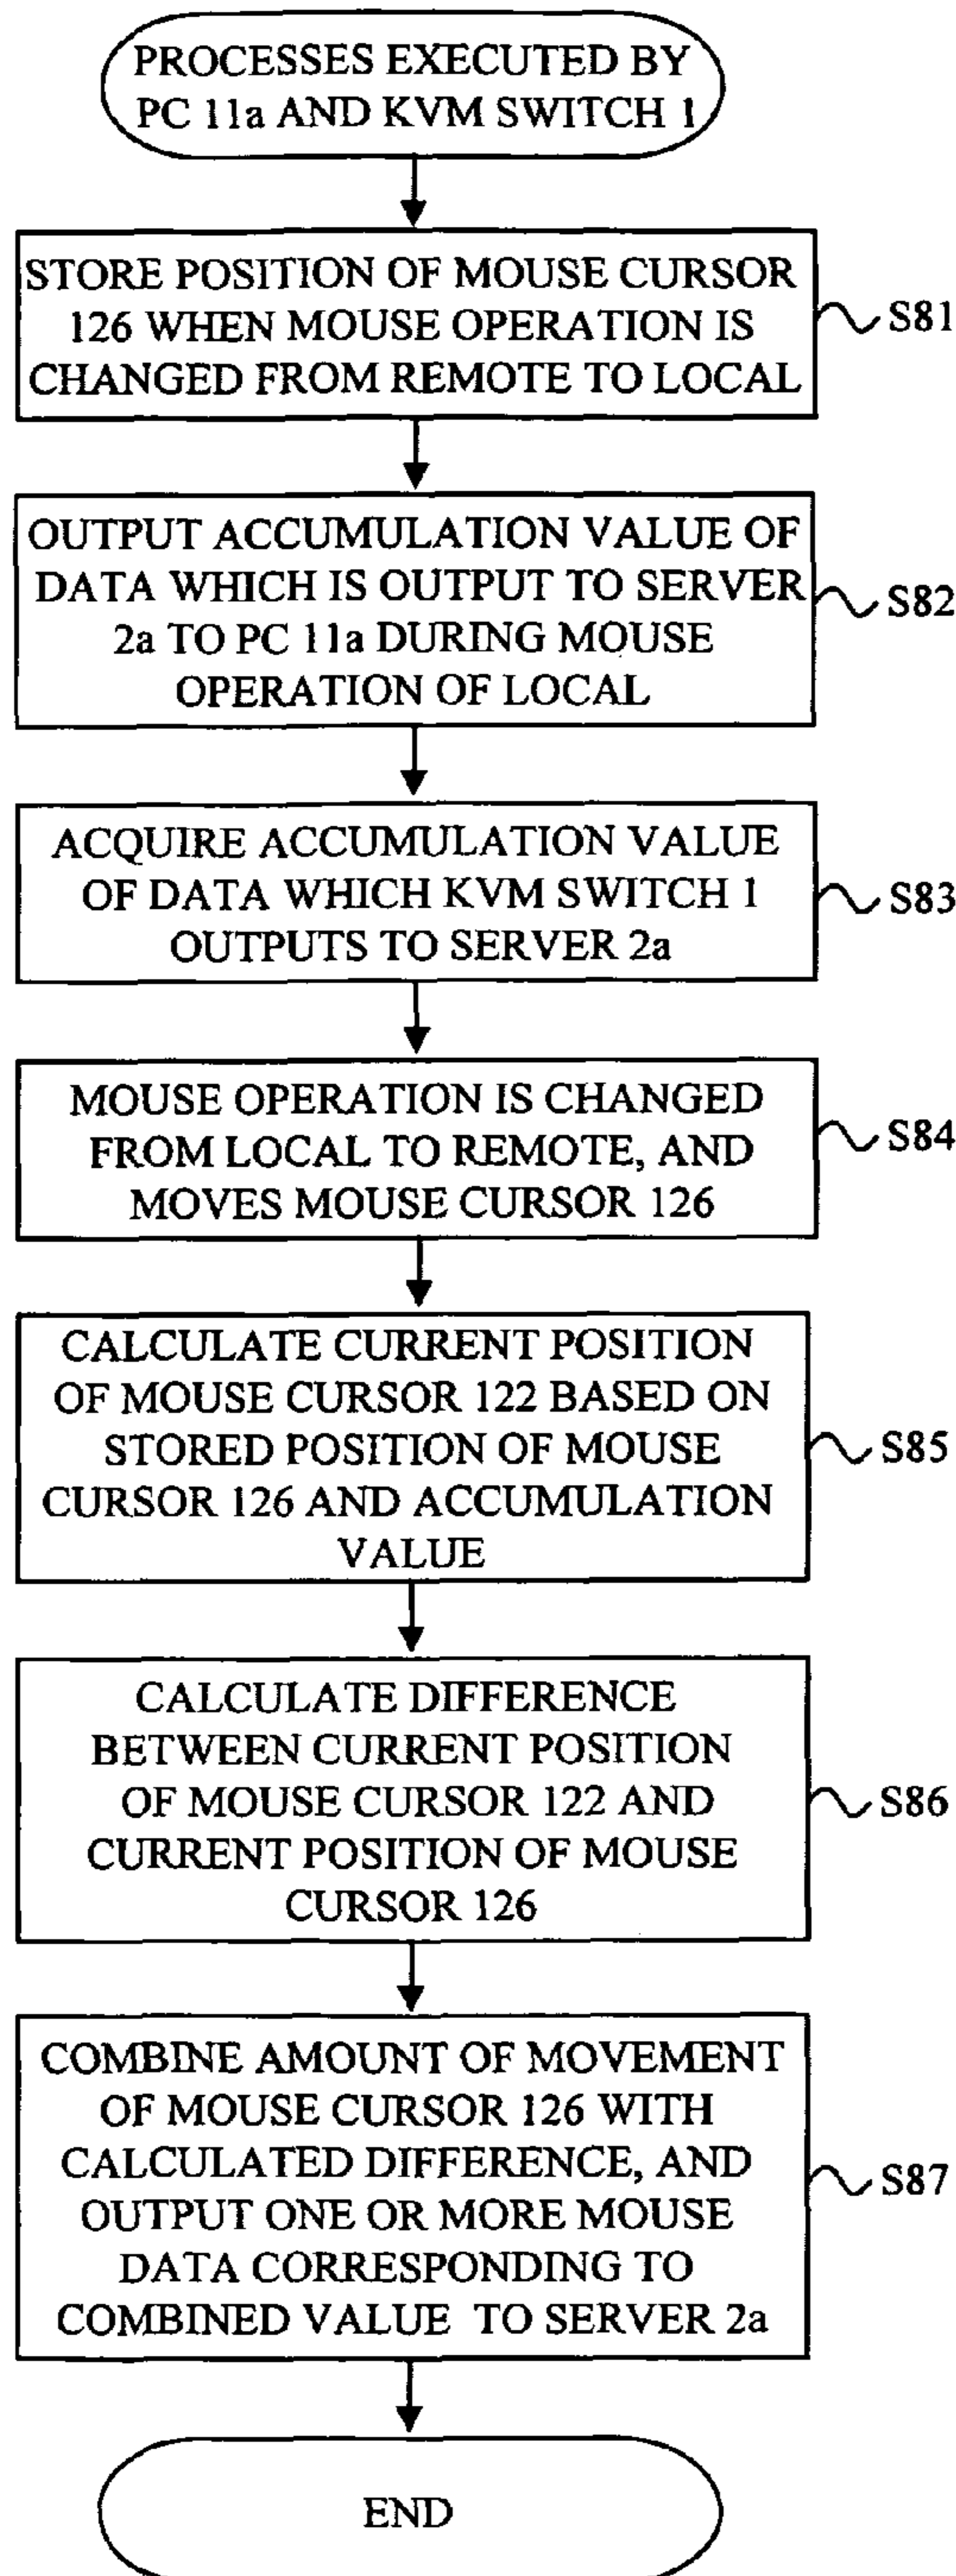 PROCESSES EXECUTED BY
PC 11a AND KVM SWITCH 1
STORE POSITION OF MOUSE CURSOR
126 WHEN MOUSE OPERATION IS
CHANGED FROM REMOTE TO LOCAL
S81
OUTPUT ACCUMULATION VALUE OF
DATA WHICH IS OUTPUT TO SERVER
2a TO PC 11a DURING MOUSE
OPERATION OF LOCAL
S82
ACQUIRE ACCUMULATION VALUE
OF DATA WHICH KVM SWITCH 1
OUTPUTS TO SERVER 2a
S83
MOUSE OPERATION IS CHANGED
FROM LOCAL TO REMOTE, AND
MOVES MOUSE CURSOR 126
S84
CALCULATE CURRENT POSITION
OF MOUSE CURSOR 122 BASED ON
STORED POSITION OF MOUSE
CURSOR 126 AND ACCUMULATION
VALUE
S85
CALCULATE DIFFERENCE
BETWEEN CURRENT POSITION
OF MOUSE CURSOR 122 AND
CURRENT POSITION OF MOUSE
CURSOR 126
S86
COMBINE AMOUNT OF MOVEMENT
OF MOUSE CURSOR 126 WITH
CALCULATED DIFFERENCE, AND
OUTPUT ONE OR MORE MOUSE
DATA CORRESPONDING TO
COMBINED VALUE TO SERVER 2a
S87
END